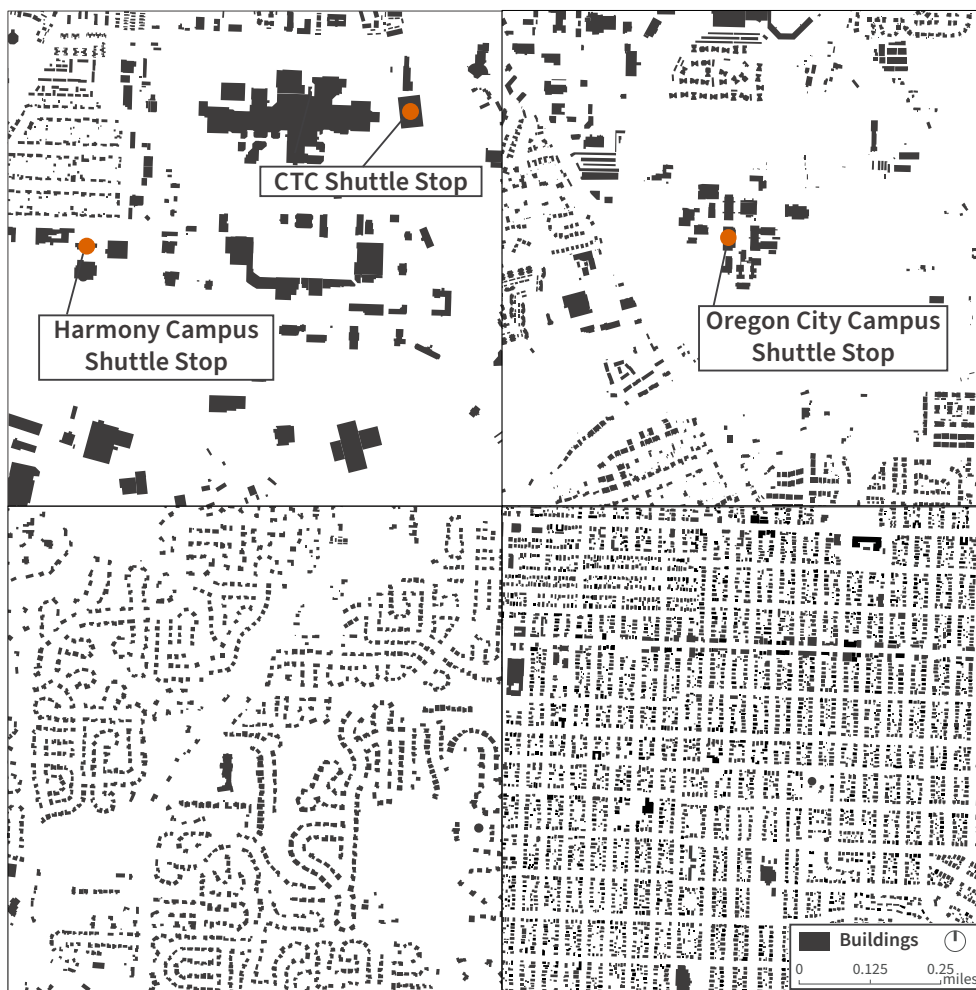 CTC Shuttle Stop
Harmony Campus
Shuttle Stop
Oregon City Campus
Shuttle Stop
Buildings
0 0.125 0.25
miles